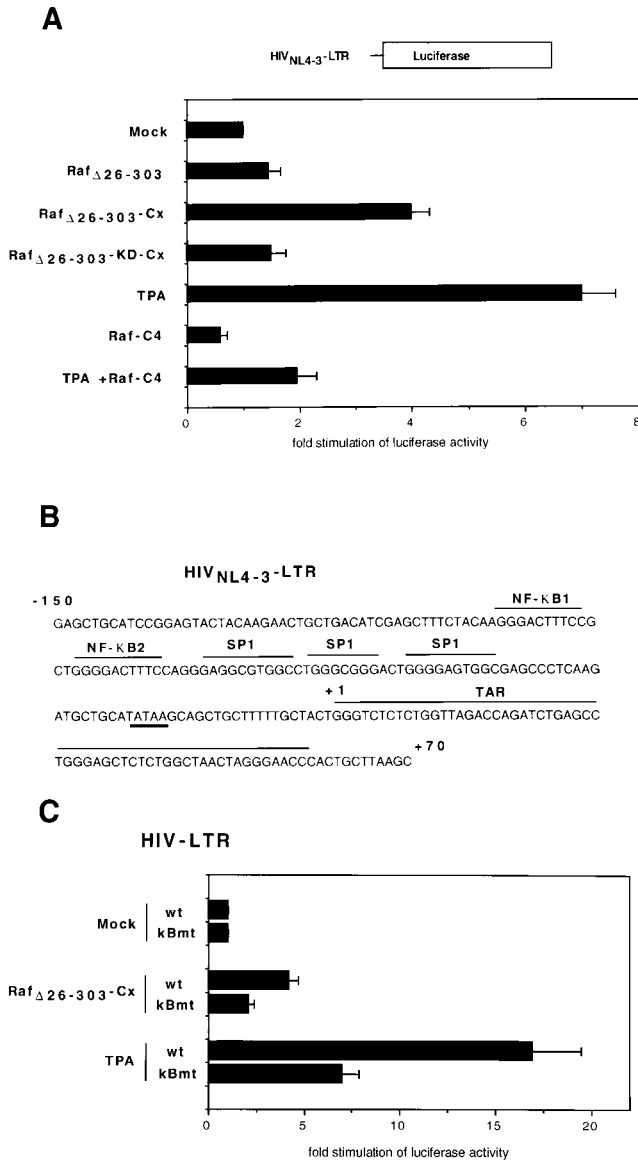 A
HIVNL4-3-LTR Luciferase
Mock
RafΔ26-303
RafΔ26-303-Cx
RafΔ26-303-KD-Cx
TPA
Raf-C4
TPA +Raf-C4
0 2 4 6 8
fold stimulation of luciferase activity
B
HIVNL4-3-LTR
-150
NF-κB1
GAGCTGCATCCGGAGTACTACAAGAACTGCTGACATCGAGCTTTCTACAAGGGACTTTCCG
NF-κB2 SP1 SP1 SP1
CTGGGGACTTTCCAGGGAGGCGTGGCCTGGGCGGGACTGGGGAGTGGCGAGCCCTCAAG
+1 TAR
ATGCTGCATATAAGCAGCTGCTTTTTGCTACTGGGTCTCTCTGGTTAGACCAGATCTGAGCC
+70
TGGGAGCTCTCTGGCTAACTAGGGAACCCACTGCTTAAGC
C
HIV-LTR
Mock wt
kBmt
RafΔ26-303-Cx wt
kBmt
TPA wt
kBmt
0 5 10 15 20
fold stimulation of luciferase activity